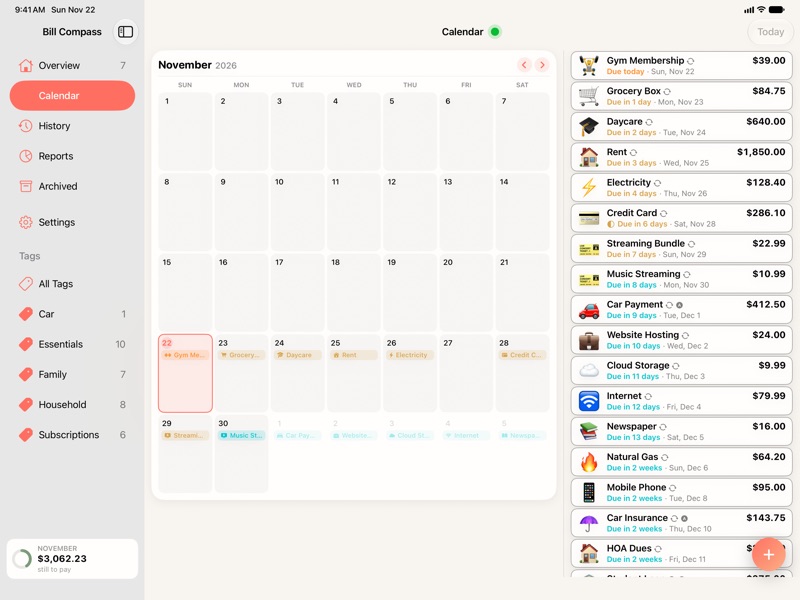 9:41 AM Sun Nov 22
Bill Compass
Overview 7
Calendar
History
Reports
Archived
Settings
Tags
All Tags
Car 1
Essentials 10
Family 7
Household 8
Subscriptions 6
NOVEMBER
$3,062.23
still to pay
Calendar
Today
November 2026
SUN MON TUE WED THU FRI SAT
1 2 3 4 5 6 7
8 9 10 11 12 13 14
15 16 17 18 19 20 21
22 23 24 25 26 27 28
Gym Me... Grocery... Daycare Rent Electricity Credit C...
29 30 1 2 3 4 5
Streami... Music St... Car Pay... Website... Cloud St... Internet Newspa...
Gym Membership $39.00
Due today · Sun, Nov 22
Grocery Box $84.75
Due in 1 day · Mon, Nov 23
Daycare $640.00
Due in 2 days · Tue, Nov 24
Rent $1,850.00
Due in 3 days · Wed, Nov 25
Electricity $128.40
Due in 4 days · Thu, Nov 26
Credit Card $286.10
Due in 6 days · Sat, Nov 28
Streaming Bundle $22.99
Due in 7 days · Sun, Nov 29
Music Streaming $10.99
Due in 8 days · Mon, Nov 30
Car Payment $412.50
Due in 9 days · Tue, Dec 1
Website Hosting $24.00
Due in 10 days · Wed, Dec 2
Cloud Storage $9.99
Due in 11 days · Thu, Dec 3
Internet $79.99
Due in 12 days · Fri, Dec 4
Newspaper $16.00
Due in 13 days · Sat, Dec 5
Natural Gas $64.20
Due in 2 weeks · Sun, Dec 6
Mobile Phone $95.00
Due in 2 weeks · Tue, Dec 8
Car Insurance $143.75
Due in 2 weeks · Thu, Dec 10
HOA Dues
Due in 2 weeks · Fri, Dec 11